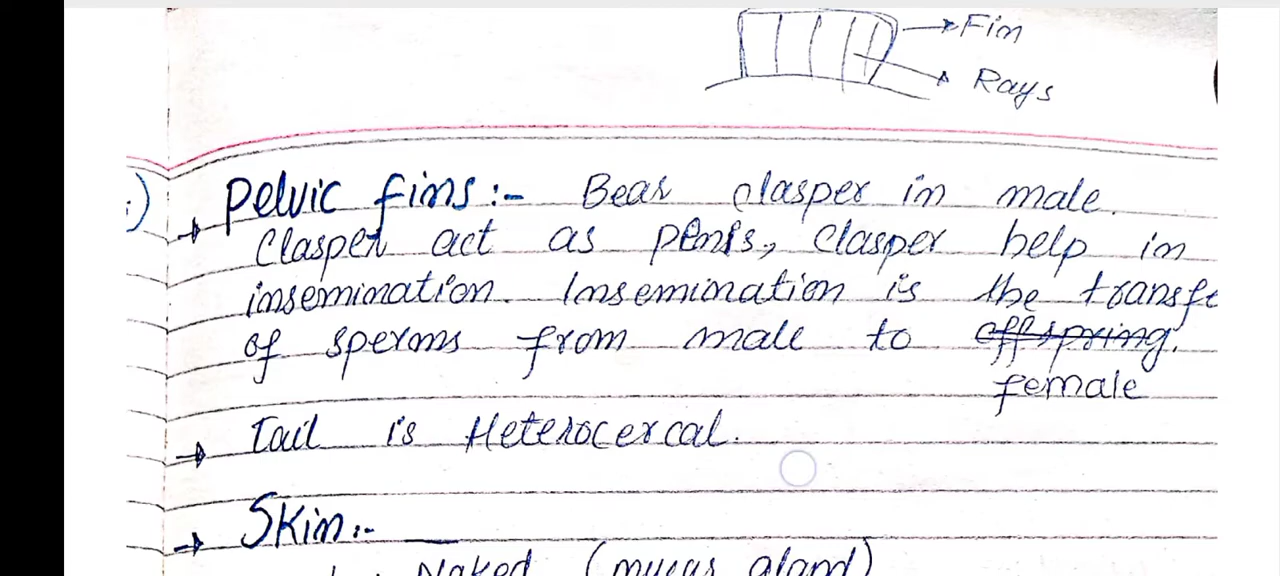 Fin
Rays
Pelvic fins :- Bear clasper in male.
Clasper act as penis, clasper help in
insemination. Insemination is the transfe
of sperms from male to offspring.
female
Tail is Heterocercal.
Skin :-
Naked (mucus gland)